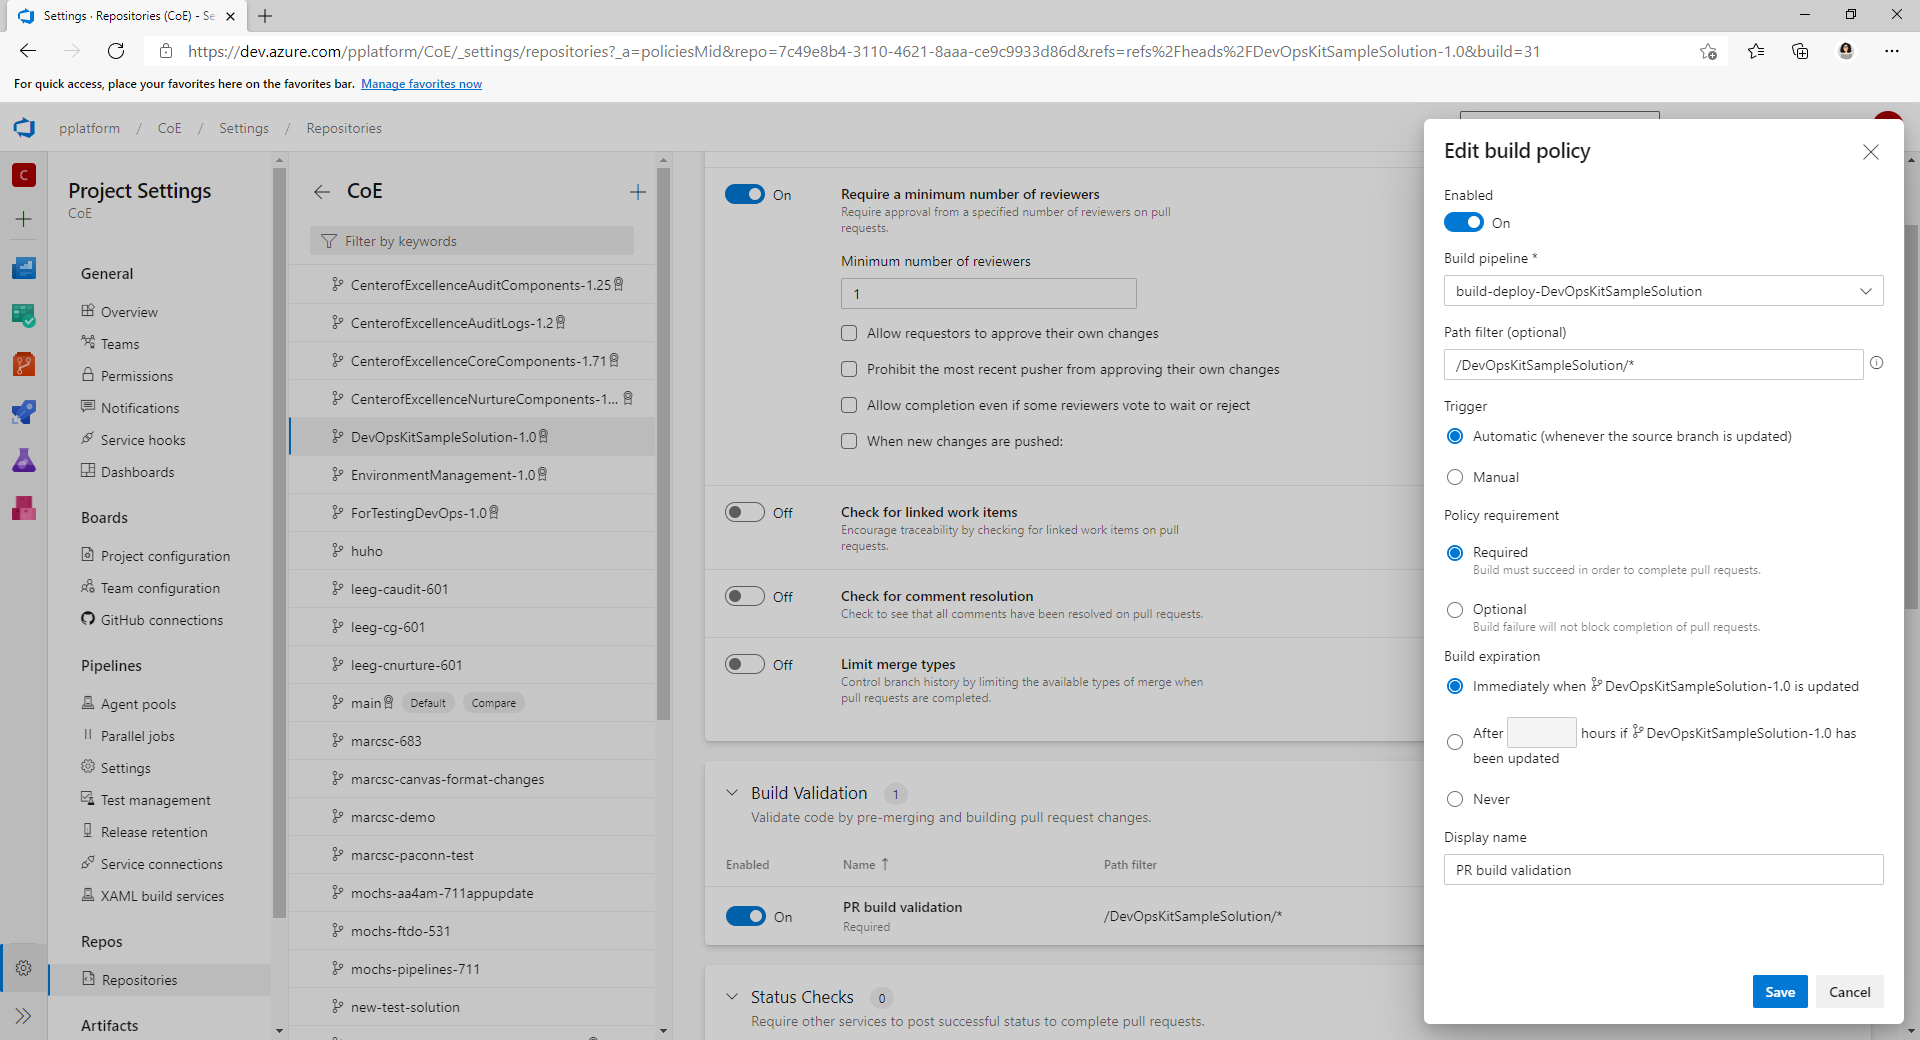 Settings · Repositories (CoE) - Se
https://dev.azure.com/pplatform/CoE/_settings/repositories?_a=policiesMid&repo=7c49e8b4-3110-4621-8aaa-ce9c9933d86d&refs=refs%2Fheads%2FDevOpsKitSampleSolution-1.0&build=31
For quick access, place your favorites here on the favorites bar. Manage favorites now
pplatform / CoE / Settings / Repositories
C
Project Settings
CoE
General
Overview
Teams
Permissions
Notifications
Service hooks
Dashboards
Boards
Project configuration
Team configuration
GitHub connections
Pipelines
Agent pools
Parallel jobs
Settings
Test management
Release retention
Service connections
XAML build services
Repos
Repositories
Artifacts
CoE
Filter by keywords
CenterofExcellenceAuditComponents-1.25
CenterofExcellenceAuditLogs-1.2
CenterofExcellenceCoreComponents-1.71
CenterofExcellenceNurtureComponents-1...
DevOpsKitSampleSolution-1.0
EnvironmentManagement-1.0
ForTestingDevOps-1.0
huho
leeg-caudit-601
leeg-cg-601
leeg-cnurture-601
main Default Compare
marcsc-683
marcsc-canvas-format-changes
marcsc-demo
marcsc-paconn-test
mochs-aa4am-711appupdate
mochs-ftdo-531
mochs-pipelines-711
new-test-solution
On
Require a minimum number of reviewers
Require approval from a specified number of reviewers on pull
requests.
Minimum number of reviewers
1
Allow requestors to approve their own changes
Prohibit the most recent pusher from approving their own changes
Allow completion even if some reviewers vote to wait or reject
When new changes are pushed:
Off
Check for linked work items
Encourage traceability by checking for linked work items on pull
requests.
Off
Check for comment resolution
Check to see that all comments have been resolved on pull requests.
Off
Limit merge types
Control branch history by limiting the available types of merge when
pull requests are completed.
Build Validation 1
Validate code by pre-merging and building pull request changes.
Enabled Name ↑ Path filter
On PR build validation /DevOpsKitSampleSolution/*
Required
Status Checks 0
Require other services to post successful status to complete pull requests.
Edit build policy
Enabled
On
Build pipeline *
build-deploy-DevOpsKitSampleSolution
Path filter (optional)
/DevOpsKitSampleSolution/*
Trigger
Automatic (whenever the source branch is updated)
Manual
Policy requirement
Required
Build must succeed in order to complete pull requests.
Optional
Build failure will not block completion of pull requests.
Build expiration
Immediately when DevOpsKitSampleSolution-1.0 is updated
After hours if DevOpsKitSampleSolution-1.0 has
been updated
Never
Display name
PR build validation
Save Cancel